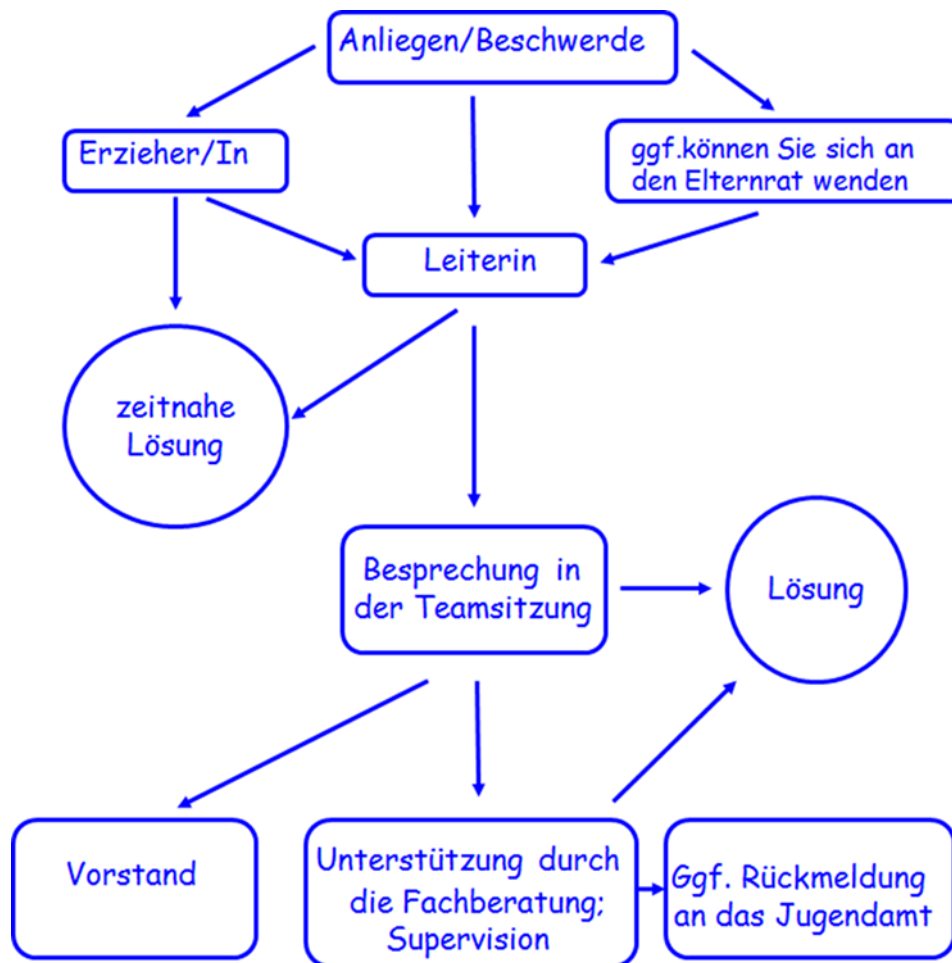 Anliegen/Beschwerde
Erzieher/In
ggf.können Sie sich an
den Elternrat wenden
Leiterin
zeitnahe
Lösung
Besprechung in
der Teamsitzung
Lösung
Vorstand
Unterstützung durch
die Fachberatung;
Supervision
Ggf. Rückmeldung
an das Jugendamt